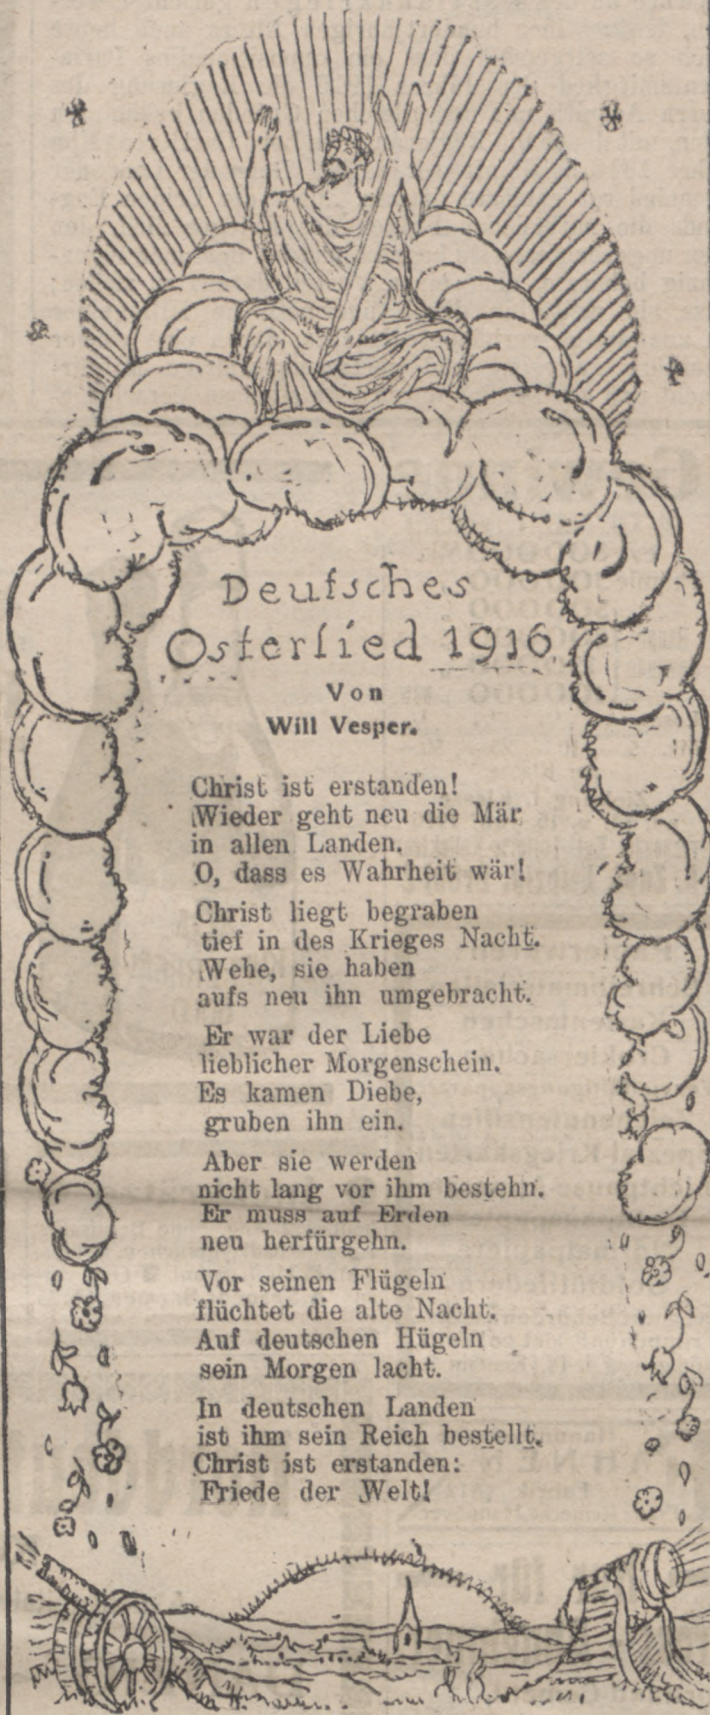 Deutsches
Osterlied 1916
Von
Will Vesper.
Christ ist erstanden!
Wieder geht neu die Mär
in allen Landen.
O, dass es Wahrheit wär!
Christ liegt begraben
tief in des Krieges Nacht.
Wehe, sie haben
aufs neu ihn umgebracht.
Er war der Liebe
lieblicher Morgenschein.
Es kamen Diebe,
gruben ihn ein.
Aber sie werden
nicht lang vor ihm bestehn.
Er muss auf Erden
neu herfürgehn.
Vor seinen Flügeln
flüchtet die alte Nacht.
Auf deutschen Hügeln
sein Morgen lacht.
In deutschen Landen
ist ihm sein Reich bestellt.
Christ ist erstanden:
Friede der Welt!